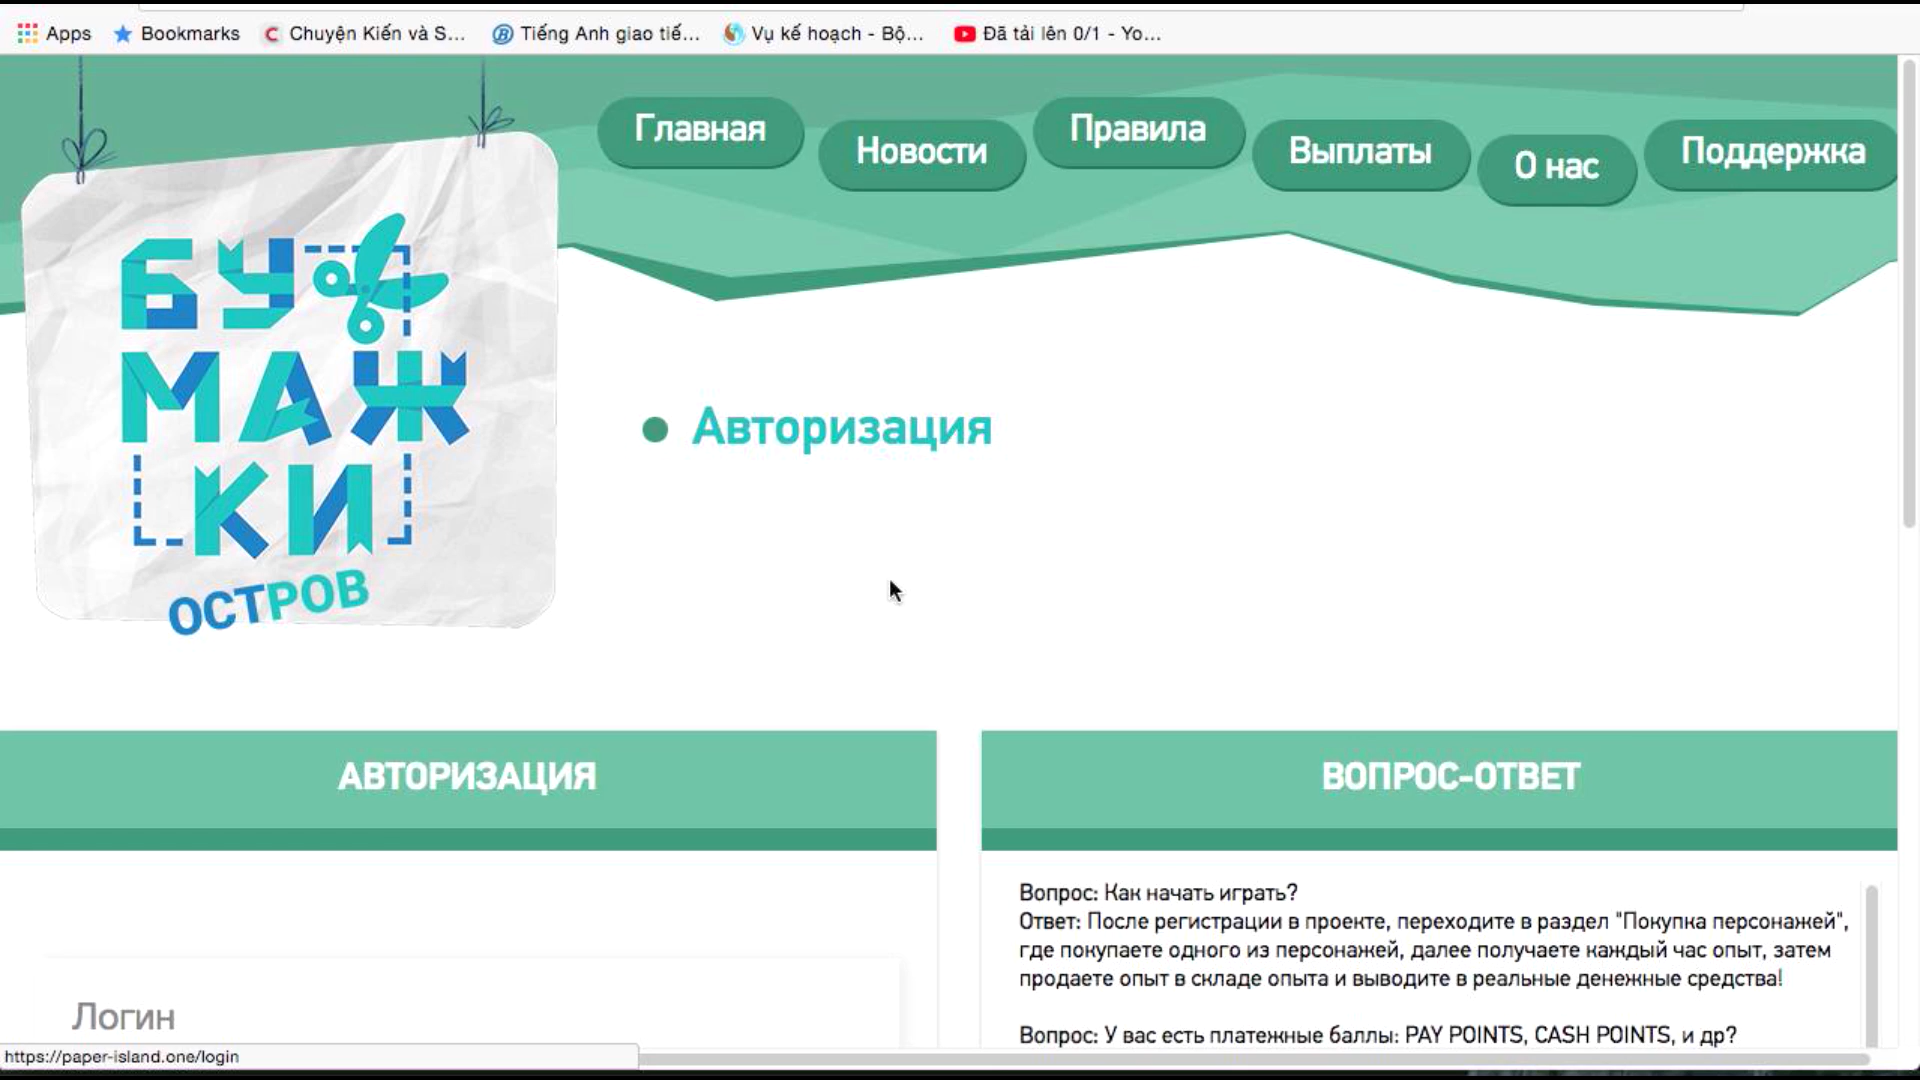 Apps Bookmarks Chuyện Kiến và S... Tiếng Anh giao tiế... Vụ kế hoạch - Bộ... Đã tải lên 0/1 - Yo...
Главная Новости Правила Выплаты О нас Поддержка
БУ
МАЖ
КИ
ОСТРОВ
Авторизация
АВТОРИЗАЦИЯ
Логин
ВОПРОС-ОТВЕТ
Вопрос: Как начать играть?
Ответ: После регистрации в проекте, переходите в раздел "Покупка персонажей",
где покупаете одного из персонажей, далее получаете каждый час опыт, затем
продаете опыт в складе опыта и выводите в реальные денежные средства!
Вопрос: У вас есть платежные баллы: PAY POINTS, CASH POINTS, и др?
https://paper-island.one/login